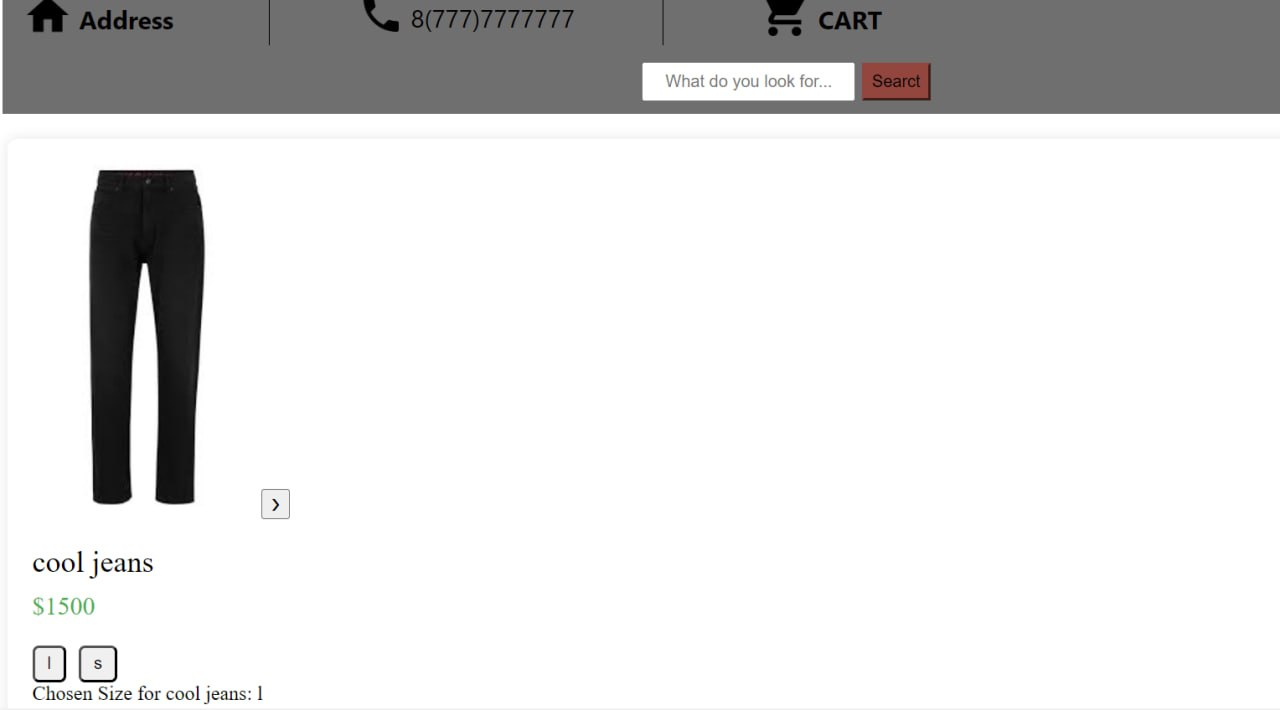 Address 8(777)7777777 CART
What do you look for... Searct
›
cool jeans
$1500
l s
Chosen Size for cool jeans: l